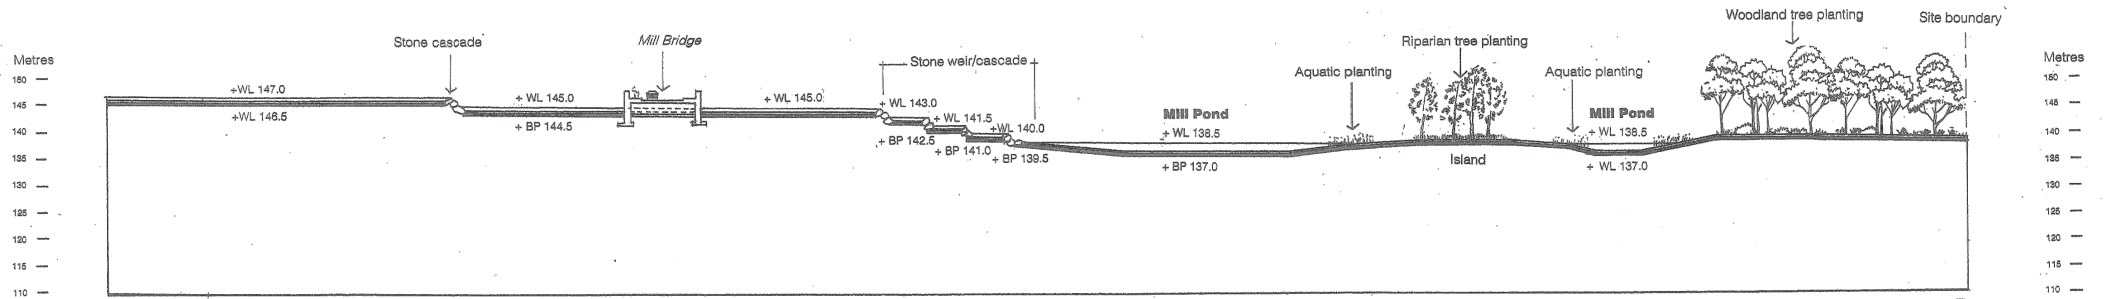 Woodland tree planting
Site boundary
Stone cascade
Mill Bridge
Riparian tree planting
Metres
Stone weir/cascade
Metres
Aquatic planting
Aquatic planting
150
145
140
135
130
125
120
115
110
+WL 147.0
+WL 146.5
+ WL 145.0
+ BP 144.5
+ WL 145.0
+ WL 143.0
+ BP 142.5
+ WL 141.5
+ BP 141.0
+WL 140.0
+ BP 139.5
Mill Pond
+ WL 138.5
+ BP 137.0
Island
Mill Pond
+ WL 138.5
+ WL 137.0
150
145
140
135
130
125
120
115
110